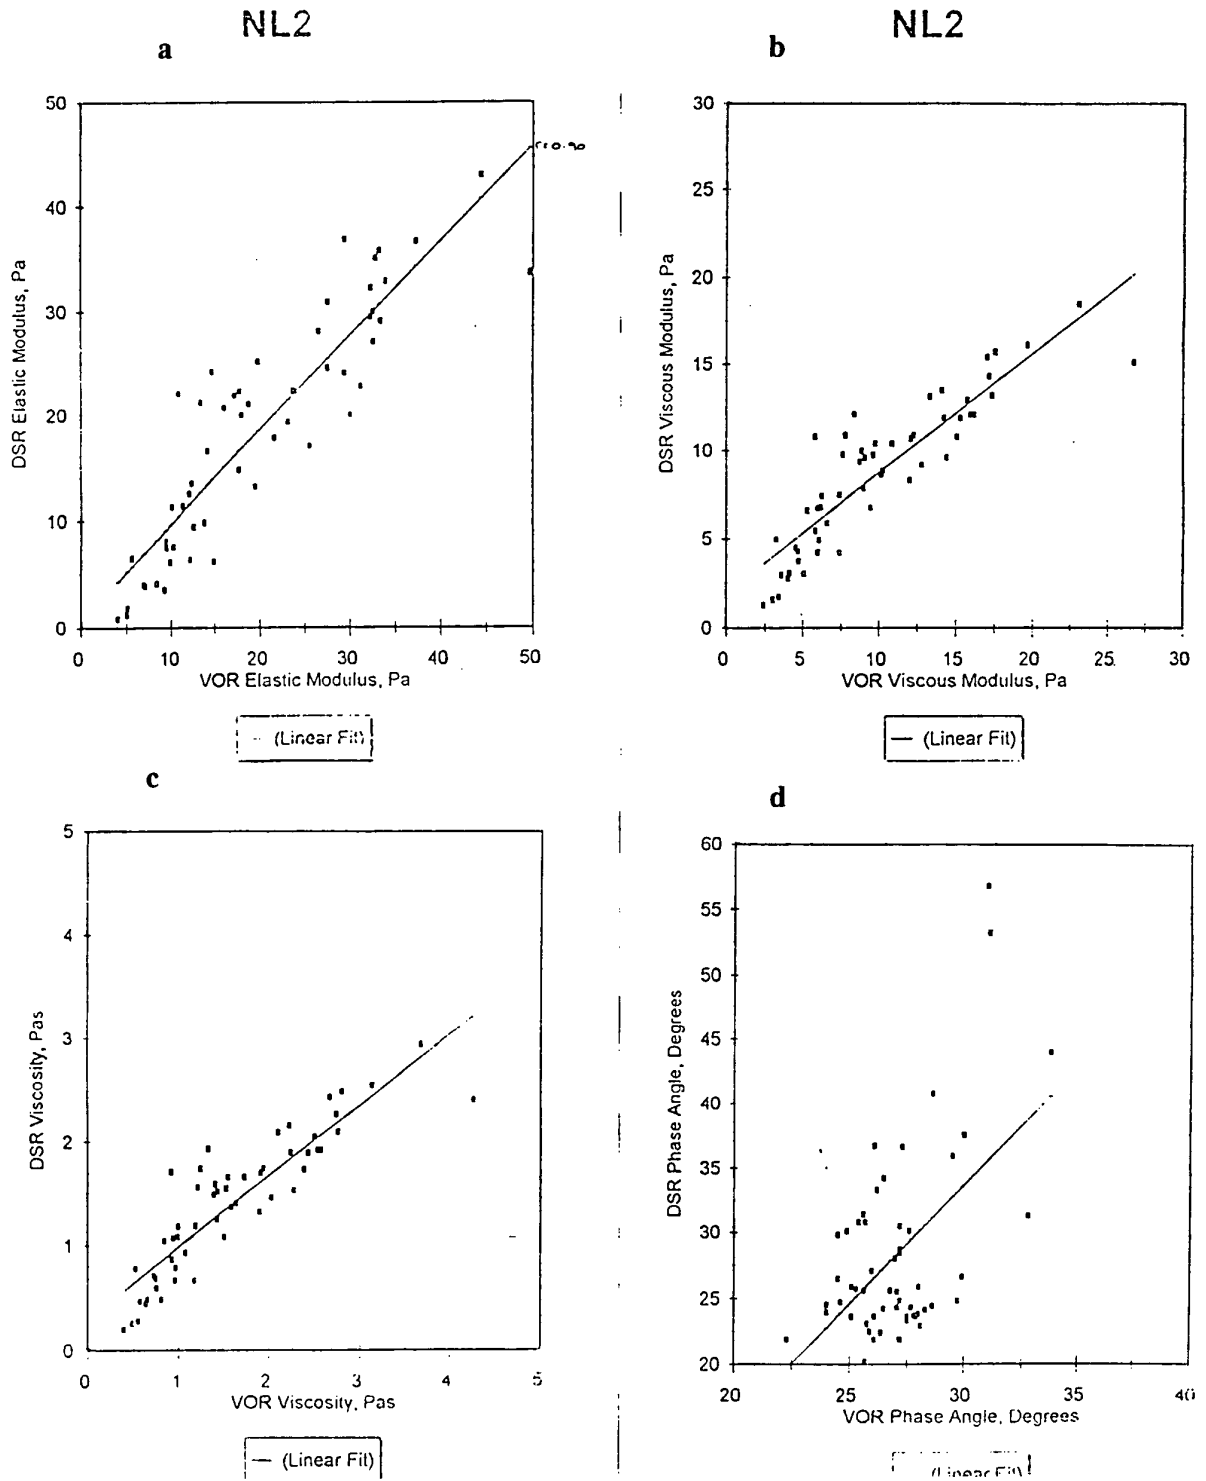 NL2
a
50
40
30
20
10
0
DSR Elastic Modulus, Pa
0 10 20 30 40 50
VOR Elastic Modulus, Pa
(Linear Fit)
NL2
b
30
25
20
15
10
5
0
DSR Viscous Modulus, Pa
0 5 10 15 20 25 30
VOR Viscous Modulus, Pa
(Linear Fit)
c
5
4
3
2
1
0
DSR Viscosity, Pas
0 1 2 3 4 5
VOR Viscosity, Pas
(Linear Fit)
d
60
55
50
45
40
35
30
25
20
DSR Phase Angle, Degrees
20 25 30 35 40
VOR Phase Angle, Degrees
(Linear Fit)